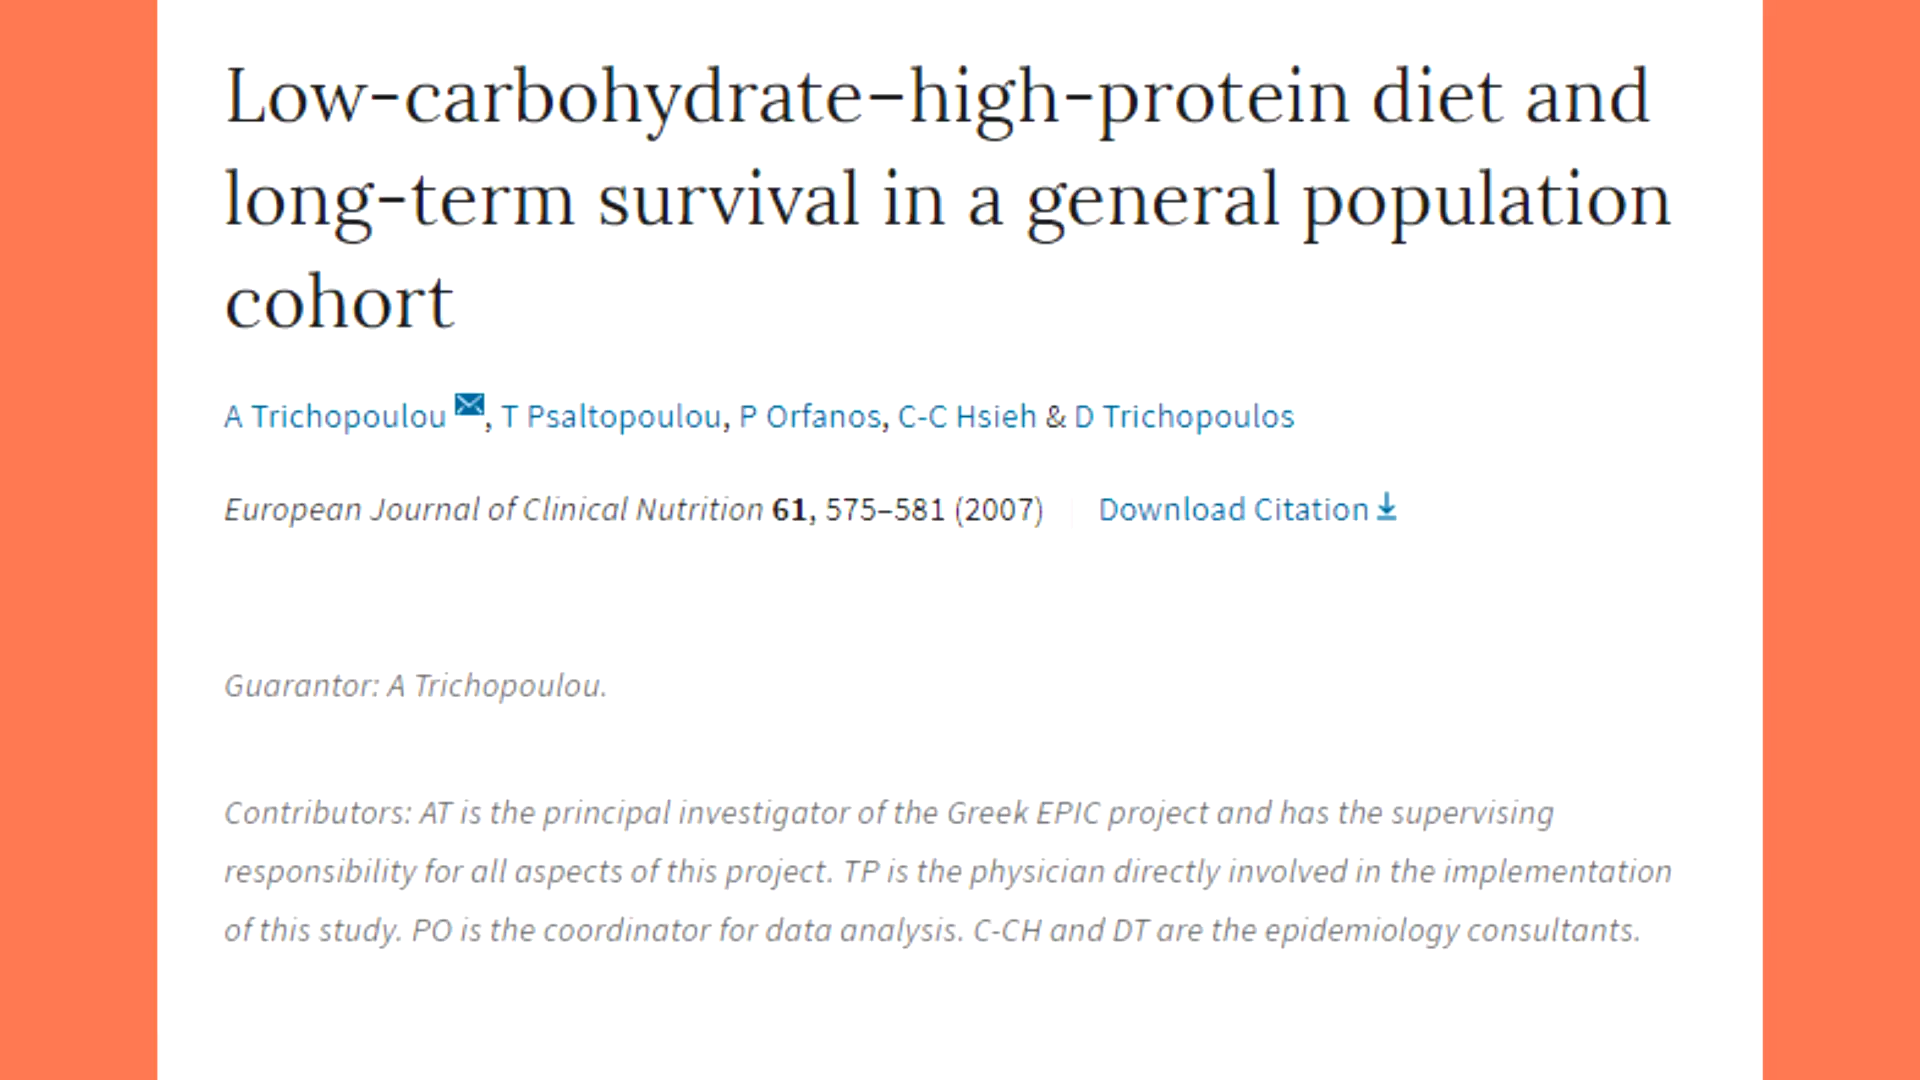 Low-carbohydrate–high-protein diet and
long-term survival in a general population
cohort
A Trichopoulou, T Psaltopoulou, P Orfanos, C-C Hsieh & D Trichopoulos
European Journal of Clinical Nutrition 61, 575–581 (2007) Download Citation
Guarantor: A Trichopoulou.
Contributors: AT is the principal investigator of the Greek EPIC project and has the supervising
responsibility for all aspects of this project. TP is the physician directly involved in the implementation
of this study. PO is the coordinator for data analysis. C-CH and DT are the epidemiology consultants.